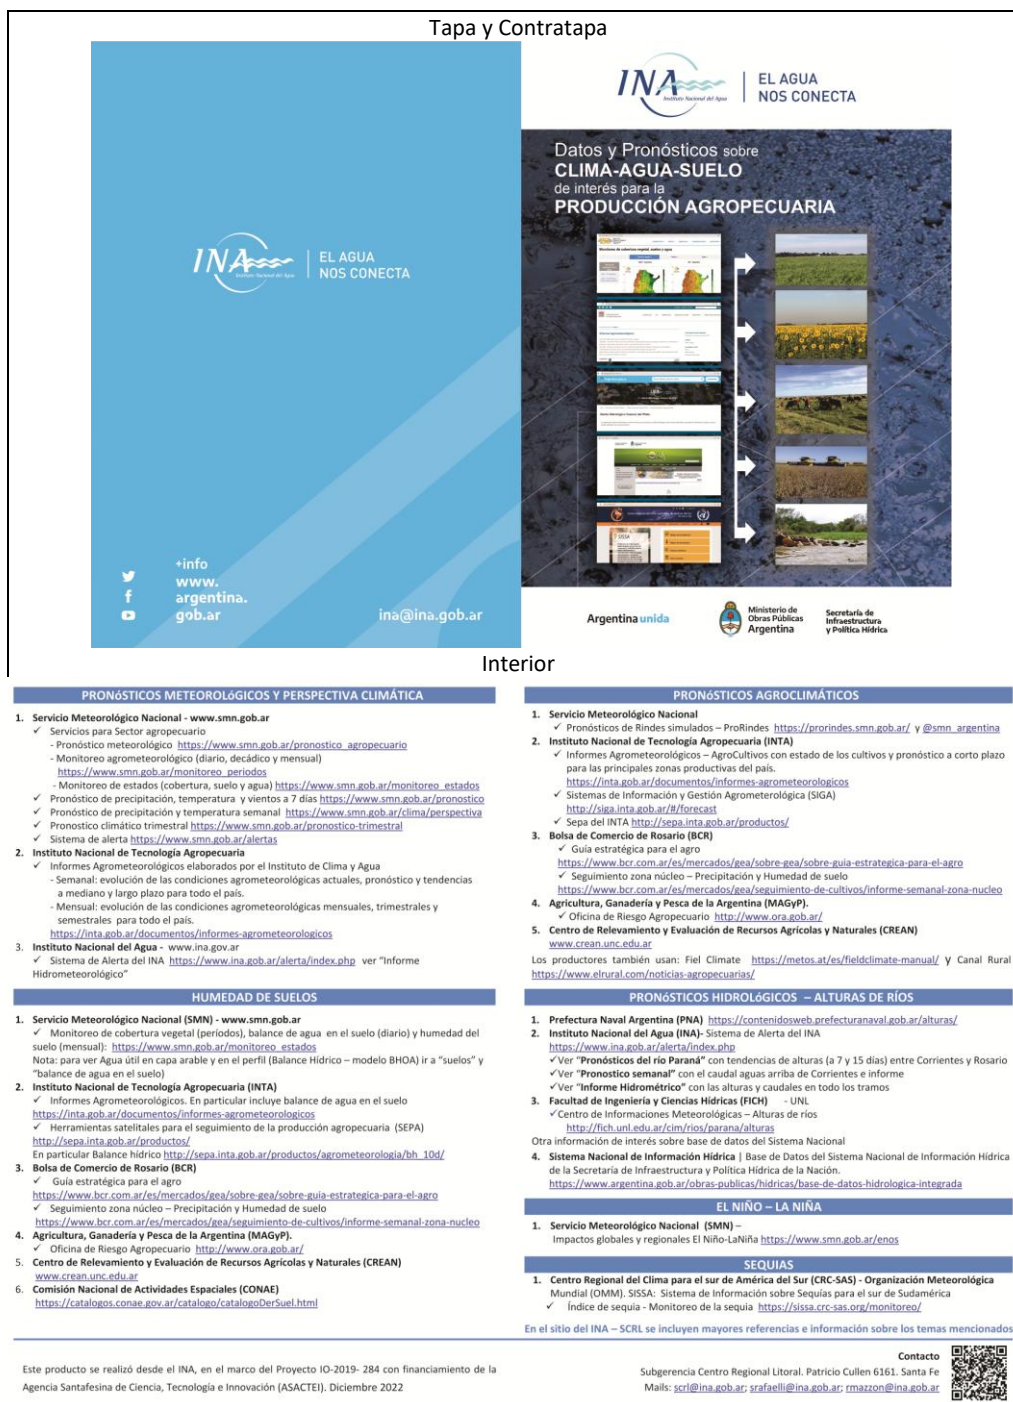 Tapa y Contratapa
INA
Instituto Nacional del Agua
EL AGUA
NOS CONECTA
+info
www.
argentina.
gob.ar
ina@ina.gob.ar
INA
Instituto Nacional del Agua
EL AGUA
NOS CONECTA
Datos y Pronósticos sobre
CLIMA-AGUA-SUELO
de interés para la
PRODUCCIÓN AGROPECUARIA
Argentina unida
Ministerio de
Obras Públicas
Argentina
Secretaría de
Infraestructura
y Política Hídrica
Interior
PRONóSTICOS METEOROLóGICOS Y PERSPECTIVA CLIMÁTICA
1. Servicio Meteorológico Nacional - www.smn.gob.ar
✓ Servicios para Sector agropecuario
- Pronóstico meteorológico https://www.smn.gob.ar/pronostico_agropecuario
- Monitoreo agrometeorológico (diario, decádico y mensual)
https://www.smn.gob.ar/monitoreo_periodos
- Monitoreo de estados (cobertura, suelo y agua) https://www.smn.gob.ar/monitoreo_estados
✓ Pronóstico de precipitación, temperatura y vientos a 7 días https://www.smn.gob.ar/pronostico
✓ Pronóstico de precipitación y temperatura semanal https://www.smn.gob.ar/clima/perspectiva
✓ Pronostico climático trimestral https://www.smn.gob.ar/pronostico-trimestral
✓ Sistema de alerta https://www.smn.gob.ar/alertas
2. Instituto Nacional de Tecnología Agropecuaria
✓ Informes Agrometeorológicos elaborados por el Instituto de Clima y Agua
- Semanal: evolución de las condiciones agrometeorológicas actuales, pronóstico y tendencias
a mediano y largo plazo para todo el país.
- Mensual: evolución de las condiciones agrometeorológicas mensuales, trimestrales y
semestrales para todo el país.
https://inta.gob.ar/documentos/informes-agrometeorologicos
3. Instituto Nacional del Agua - www.ina.gov.ar
✓ Sistema de Alerta del INA https://www.ina.gob.ar/alerta/index.php ver "Informe
Hidrometeorológico"
HUMEDAD DE SUELOS
1. Servicio Meteorológico Nacional (SMN) - www.smn.gob.ar
✓ Monitoreo de cobertura vegetal (períodos), balance de agua en el suelo (diario) y humedad del
suelo (mensual): https://www.smn.gob.ar/monitoreo_estados
Nota: para ver Agua útil en capa arable y en el perfil (Balance Hídrico – modelo BHOA) ir a "suelos" y
"balance de agua en el suelo)
2. Instituto Nacional de Tecnología Agropecuaria (INTA)
✓ Informes Agrometeorológicos. En particular incluye balance de agua en el suelo
https://inta.gob.ar/documentos/informes-agrometeorologicos
✓ Herramientas satelitales para el seguimiento de la producción agropecuaria (SEPA)
http://sepa.inta.gob.ar/productos/
En particular Balance hídrico http://sepa.inta.gob.ar/productos/agrometeorologia/bh_10d/
3. Bolsa de Comercio de Rosario (BCR)
✓ Guía estratégica para el agro
https://www.bcr.com.ar/es/mercados/gea/sobre-gea/sobre-guia-estrategica-para-el-agro
✓ Seguimiento zona núcleo – Precipitación y Humedad de suelo
https://www.bcr.com.ar/es/mercados/gea/seguimiento-de-cultivos/informe-semanal-zona-nucleo
4. Agricultura, Ganadería y Pesca de la Argentina (MAGyP).
✓ Oficina de Riesgo Agropecuario http://www.ora.gob.ar/
5. Centro de Relevamiento y Evaluación de Recursos Agrícolas y Naturales (CREAN)
www.crean.unc.edu.ar
6. Comisión Nacional de Actividades Espaciales (CONAE)
https://catalogos.conae.gov.ar/catalogo/catalogoDerSuel.html
PRONóSTICOS AGROCLIMÁTICOS
1. Servicio Meteorológico Nacional
✓ Pronósticos de Rindes simulados – ProRindes https://prorindes.smn.gob.ar/ y @smn_argentina
2. Instituto Nacional de Tecnología Agropecuaria (INTA)
✓ Informes Agrometeorológicos – AgroCultivos con estado de los cultivos y pronóstico a corto plazo
para las principales zonas productivas del país.
https://inta.gob.ar/documentos/informes-agrometeorologicos
✓ Sistemas de Información y Gestión Agrometerológica (SIGA)
http://siga.inta.gob.ar/#/forecast
✓ Sepa del INTA http://sepa.inta.gob.ar/productos/
3. Bolsa de Comercio de Rosario (BCR)
✓ Guía estratégica para el agro
https://www.bcr.com.ar/es/mercados/gea/sobre-gea/sobre-guia-estrategica-para-el-agro
✓ Seguimiento zona núcleo – Precipitación y Humedad de suelo
https://www.bcr.com.ar/es/mercados/gea/seguimiento-de-cultivos/informe-semanal-zona-nucleo
4. Agricultura, Ganadería y Pesca de la Argentina (MAGyP).
✓ Oficina de Riesgo Agropecuario http://www.ora.gob.ar/
5. Centro de Relevamiento y Evaluación de Recursos Agrícolas y Naturales (CREAN)
www.crean.unc.edu.ar
Los productores también usan: Fiel Climate https://metos.at/es/fieldclimate-manual/ y Canal Rural
https://www.elrural.com/noticias-agropecuarias/
PRONóSTICOS HIDROLóGICOS – ALTURAS DE RÍOS
1. Prefectura Naval Argentina (PNA) https://contenidosweb.prefecturanaval.gob.ar/alturas/
2. Instituto Nacional del Agua (INA)- Sistema de Alerta del INA
https://www.ina.gob.ar/alerta/index.php
✓Ver "Pronósticos del río Paraná" con tendencias de alturas (a 7 y 15 días) entre Corrientes y Rosario
✓Ver "Pronostico semanal" con el caudal aguas arriba de Corrientes e informe
✓Ver "Informe Hidrométrico" con las alturas y caudales en todo los tramos
3. Facultad de Ingeniería y Ciencias Hídricas (FICH) - UNL
✓Centro de Informaciones Meteorológicas – Alturas de ríos
http://fich.unl.edu.ar/cim/rios/parana/alturas
Otra información de interés sobre base de datos del Sistema Nacional
4. Sistema Nacional de Información Hídrica | Base de Datos del Sistema Nacional de Información Hídrica
de la Secretaría de Infraestructura y Política Hídrica de la Nación.
https://www.argentina.gob.ar/obras-publicas/hidricas/base-de-datos-hidrologica-integrada
EL NIÑO – LA NIÑA
1. Servicio Meteorológico Nacional (SMN) –
Impactos globales y regionales El Niño-LaNiña https://www.smn.gob.ar/enos
SEQUIAS
1. Centro Regional del Clima para el sur de América del Sur (CRC-SAS) - Organización Meteorológica
Mundial (OMM). SISSA: Sistema de Información sobre Sequías para el sur de Sudamérica
✓ Índice de sequia - Monitoreo de la sequia https://sissa.crc-sas.org/monitoreo/
En el sitio del INA – SCRL se incluyen mayores referencias e información sobre los temas mencionados
Este producto se realizó desde el INA, en el marco del Proyecto IO-2019- 284 con financiamiento de la
Agencia Santafesina de Ciencia, Tecnología e Innovación (ASACTEI). Diciembre 2022
Contacto
Subgerencia Centro Regional Litoral. Patricio Cullen 6161. Santa Fe
Mails: scrl@ina.gob.ar; srafaelli@ina.gob.ar; rmazzon@ina.gob.ar